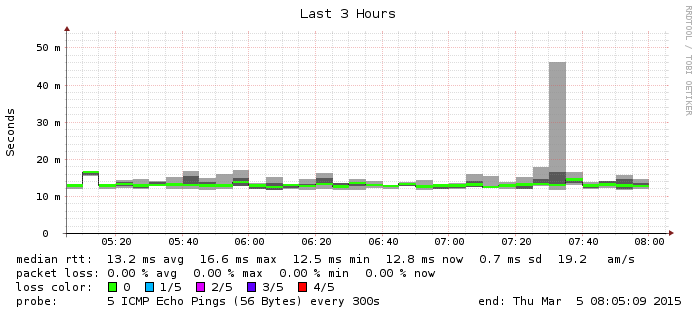 Last 3 Hours
RRDTOOL / TOBI OETIKER
Seconds
50 m
40 m
30 m
20 m
10 m
0
05:20 05:40 06:00 06:20 06:40 07:00 07:20 07:40 08:00
median rtt: 13.2 ms avg 16.6 ms max 12.5 ms min 12.8 ms now 0.7 ms sd 19.2 am/s
packet loss: 0.00 % avg 0.00 % max 0.00 % min 0.00 % now
loss color: 0 1/5 2/5 3/5 4/5
probe: 5 ICMP Echo Pings (56 Bytes) every 300s end: Thu Mar 5 08:05:09 2015